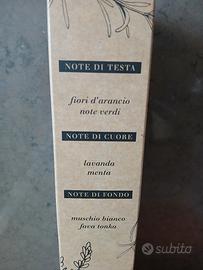 NOTE DI TESTA
fiori d'arancio
note verdi
NOTE DI CUORE
lavanda
menta
NOTE DI FONDO
muschio bianco
fava tonka
subito